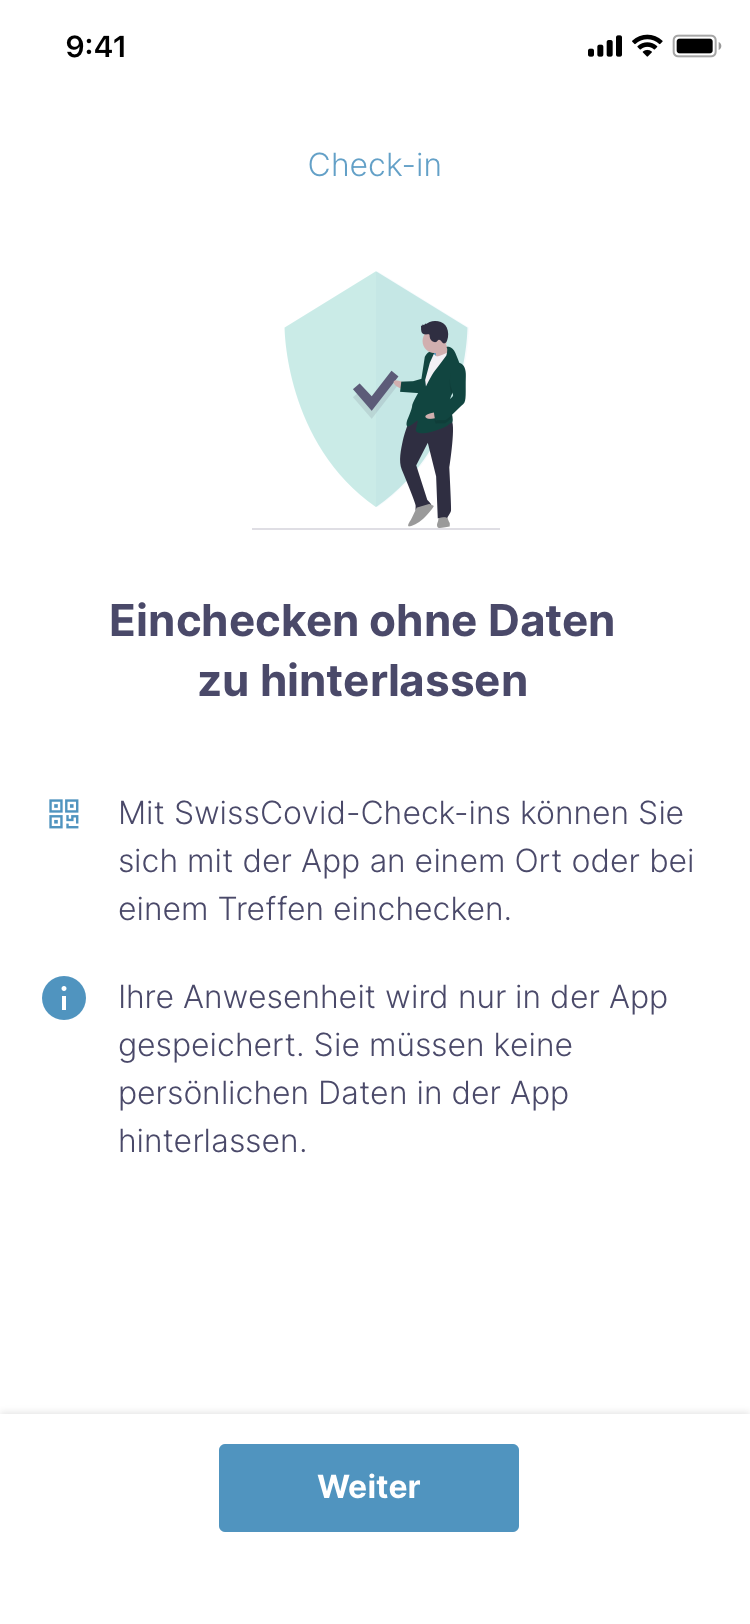 9:41
Check-in
Einchecken ohne Daten
zu hinterlassen
Mit SwissCovid-Check-ins können Sie
sich mit der App an einem Ort oder bei
einem Treffen einchecken.
Ihre Anwesenheit wird nur in der App
gespeichert. Sie müssen keine
persönlichen Daten in der App
hinterlassen.
Weiter